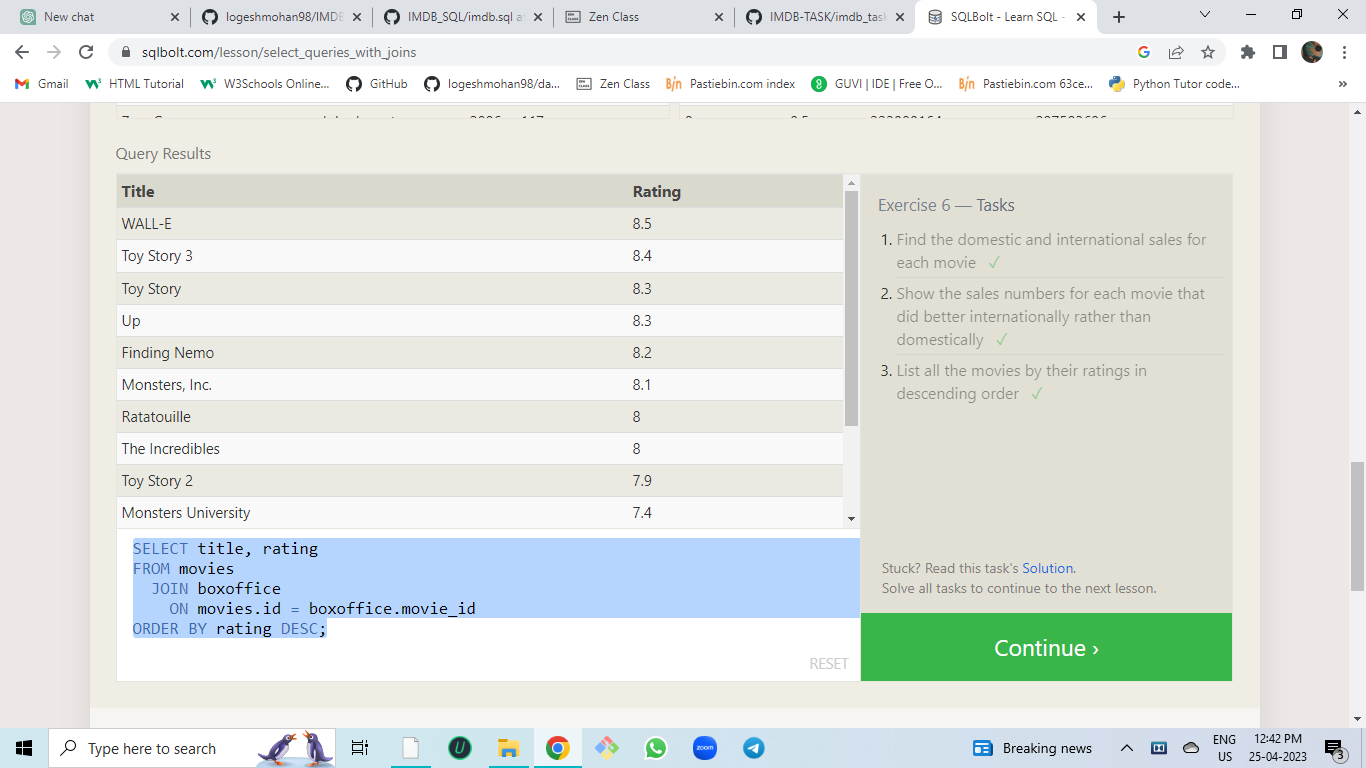 New chat
logeshmohan98/IMDB
IMDB_SQL/imdb.sql at
Zen Class
IMDB-TASK/imdb_task
SQLBolt - Learn SQL -
sqlbolt.com/lesson/select_queries_with_joins
Gmail
HTML Tutorial
W3Schools Online...
GitHub
logeshmohan98/da...
Zen Class
Pastiebin.com index
GUVI | IDE | Free O...
Pastiebin.com 63ce...
Python Tutor code...
Query Results
Title Rating
WALL-E 8.5
Toy Story 3 8.4
Toy Story 8.3
Up 8.3
Finding Nemo 8.2
Monsters, Inc. 8.1
Ratatouille 8
The Incredibles 8
Toy Story 2 7.9
Monsters University 7.4
SELECT title, rating
FROM movies
JOIN boxoffice
ON movies.id = boxoffice.movie_id
ORDER BY rating DESC;
RESET
Exercise 6 — Tasks
1. Find the domestic and international sales for
each movie ✓
2. Show the sales numbers for each movie that
did better internationally rather than
domestically ✓
3. List all the movies by their ratings in
descending order ✓
Stuck? Read this task's Solution.
Solve all tasks to continue to the next lesson.
Continue ›
Type here to search
zoom
Breaking news
ENG
US
12:42 PM
25-04-2023
3